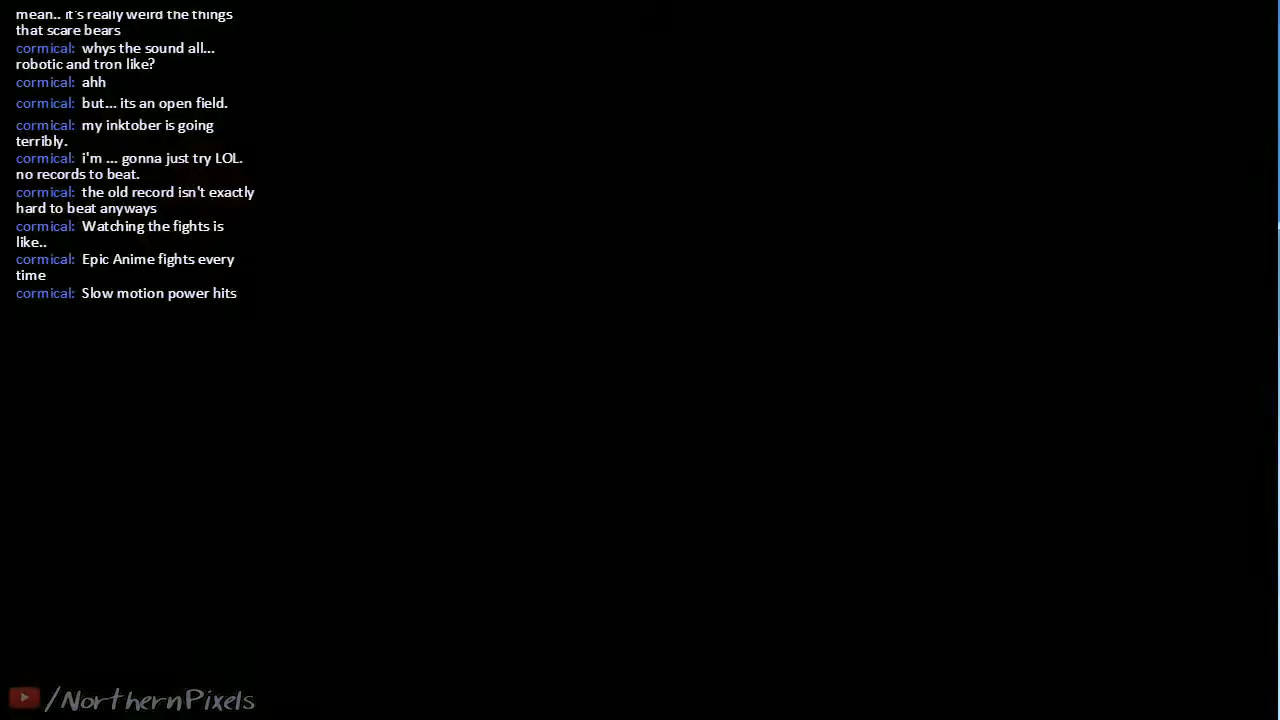 mean.. it's really weird the things
that scare bears
cormical: whys the sound all...
robotic and tron like?
cormical: ahh
cormical: but... its an open field.
cormical: my inktober is going
terribly.
cormical: i'm ... gonna just try LOL.
no records to beat.
cormical: the old record isn't exactly
hard to beat anyways
cormical: Watching the fights is
like..
cormical: Epic Anime fights every
time
cormical: Slow motion power hits
/NorthernPixels